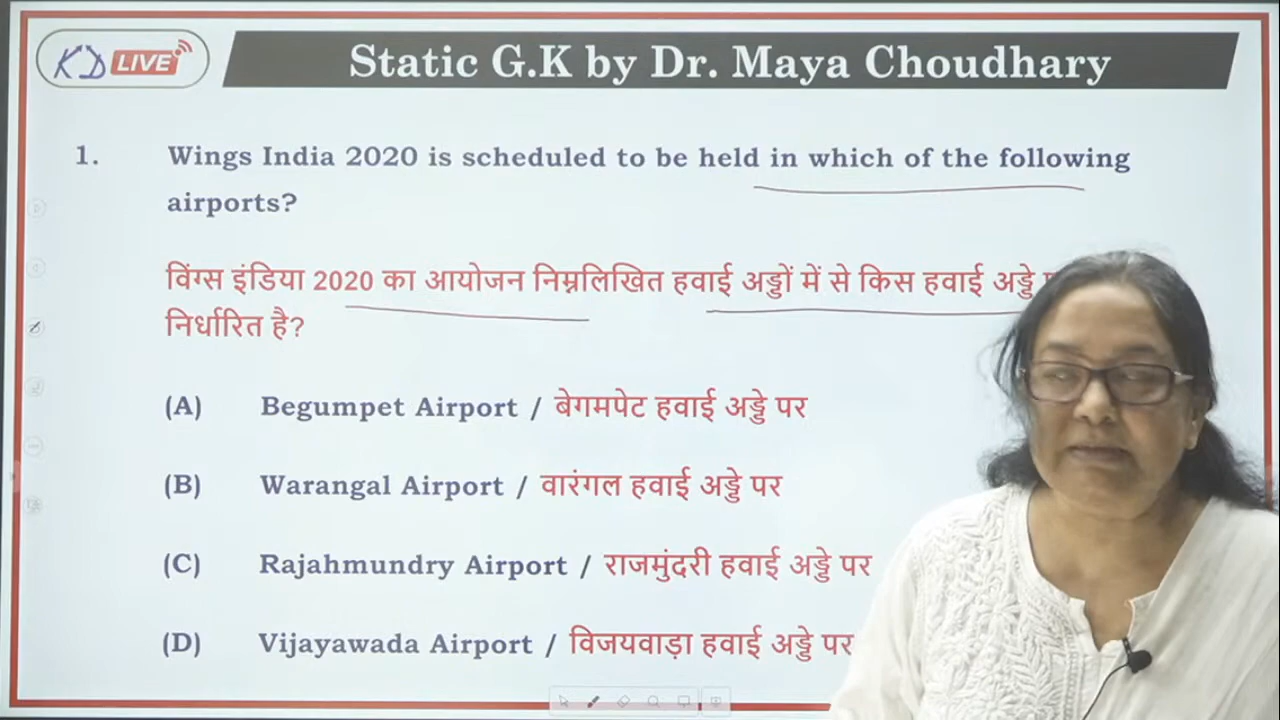 KD LIVE
Static G.K by Dr. Maya Choudhary
1. Wings India 2020 is scheduled to be held in which of the following
airports?
विंग्स इंडिया 2020 का आयोजन निम्नलिखित हवाई अड्डों में से किस हवाई अड्डे
निर्धारित है?
(A) Begumpet Airport / बेगमपेट हवाई अड्डे पर
(B) Warangal Airport / वारंगल हवाई अड्डे पर
(C) Rajahmundry Airport / राजमुंदरी हवाई अड्डे पर
(D) Vijayawada Airport / विजयवाड़ा हवाई अड्डे पर